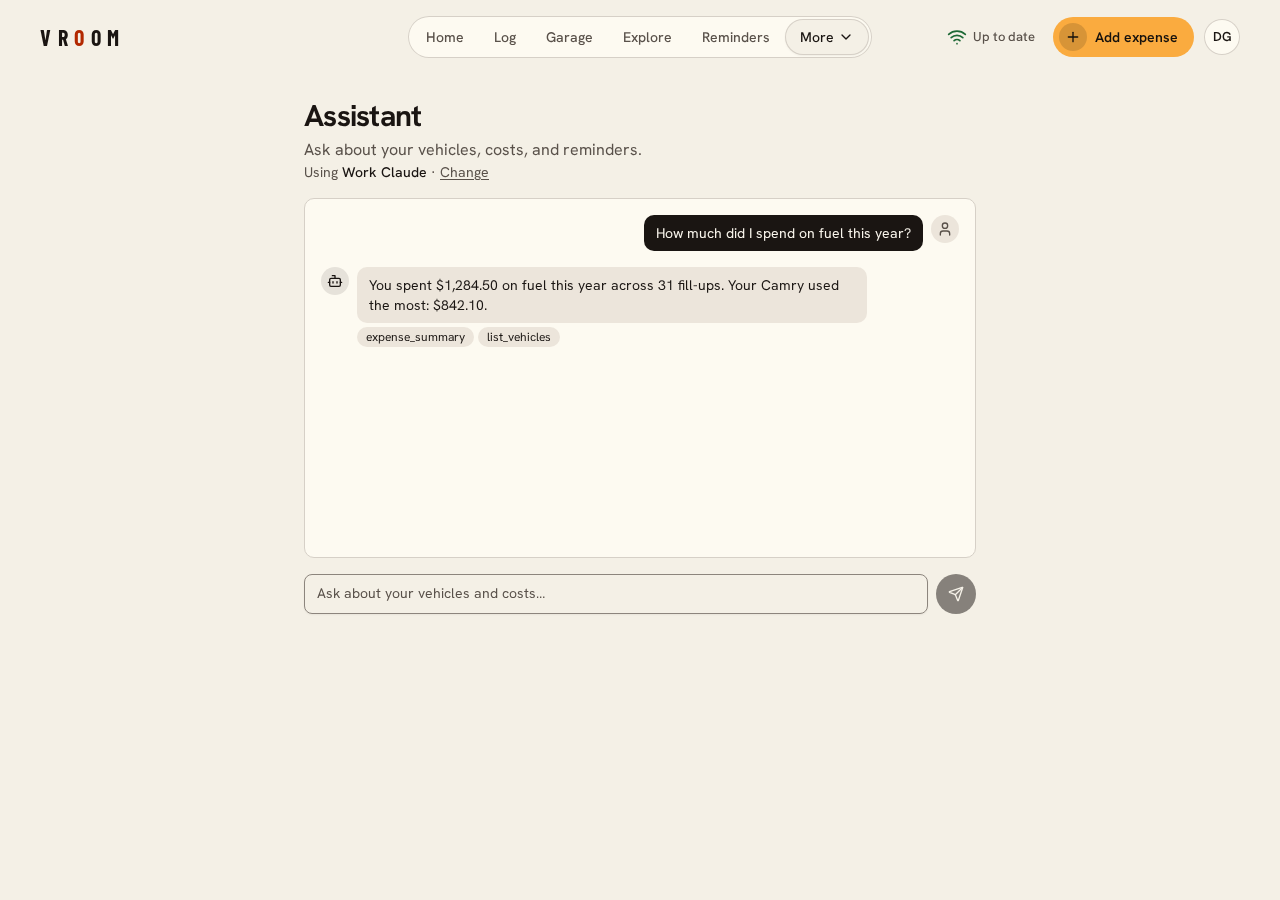 VROOM
Home
Log
Garage
Explore
Reminders
More
Up to date
Add expense
DG
Assistant
Ask about your vehicles, costs, and reminders.
Using Work Claude · Change
How much did I spend on fuel this year?
You spent $1,284.50 on fuel this year across 31 fill-ups. Your Camry used
the most: $842.10.
expense_summary
list_vehicles
Ask about your vehicles and costs...